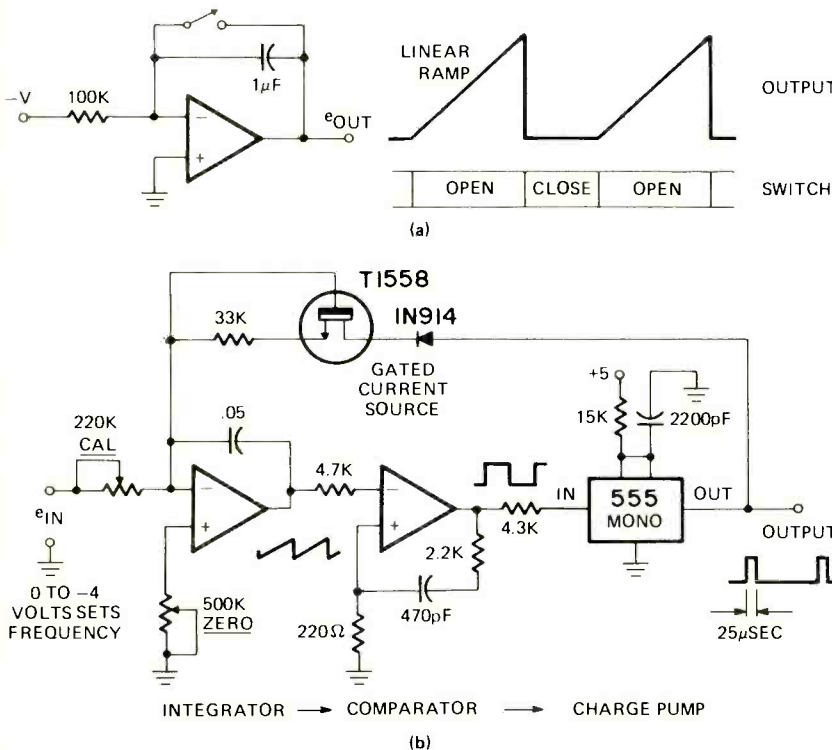 LINEAR
RAMP
1μF
100K
-V
eOUT
−
+
OUTPUT
OPEN
CLOSE
OPEN
SWITCH
(a)
T1558
1N914
33K
GATED
CURRENT
SOURCE
+5
15K
2200pF
220K
CAL
.05
4.7K
−
+
−
+
eIN
IN
555
MONO
OUT
4.3K
OUTPUT
2.2K
0 TO -4
VOLTS SETS
FREQUENCY
500K
ZERO
470pF
220Ω
25μSEC
INTEGRATOR → COMPARATOR → CHARGE PUMP
(b)